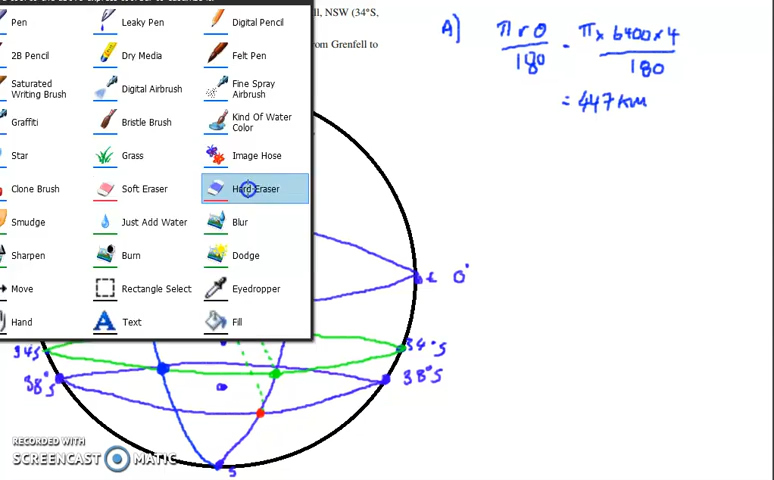 ll, NSW (34°S,
om Grenfell to
Pen
Leaky Pen
Digital Pencil
2B Pencil
Dry Media
Felt Pen
Saturated
Writing Brush
Digital Airbrush
Fine Spray
Airbrush
Graffiti
Bristle Brush
Kind Of Water
Color
Star
Grass
Image Hose
Clone Brush
Soft Eraser
Hard Eraser
Smudge
Just Add Water
Blur
Sharpen
Burn
Dodge
Move
Rectangle Select
Eyedropper
Hand
Text
Fill
A] πrθ/180 = π×6400×4/180
= 447 km
E 0°
34°S
34°S
38°S
38°S
S
RECORDED WITH
SCREENCAST MATIC